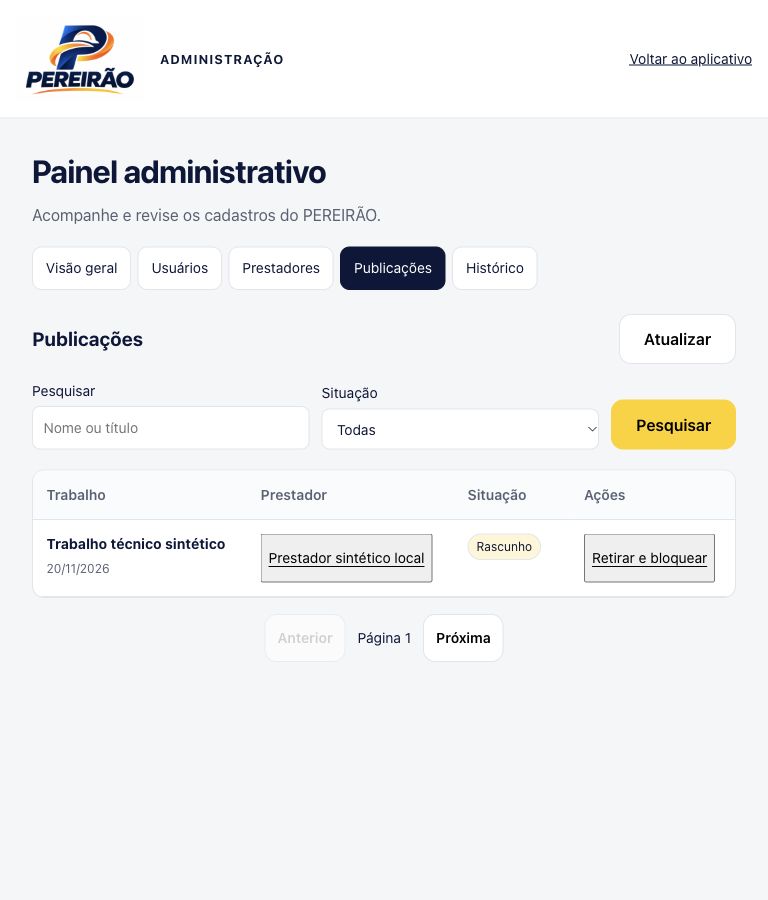 PEREIRÃO
ADMINISTRAÇÃO
Voltar ao aplicativo
Painel administrativo
Acompanhe e revise os cadastros do PEREIRÃO.
Visão geral
Usuários
Prestadores
Publicações
Histórico
Publicações
Atualizar
Pesquisar
Situação
Nome ou título
Todas
Pesquisar
Trabalho
Prestador
Situação
Ações
Trabalho técnico sintético
20/11/2026
Prestador sintético local
Rascunho
Retirar e bloquear
Anterior
Página 1
Próxima